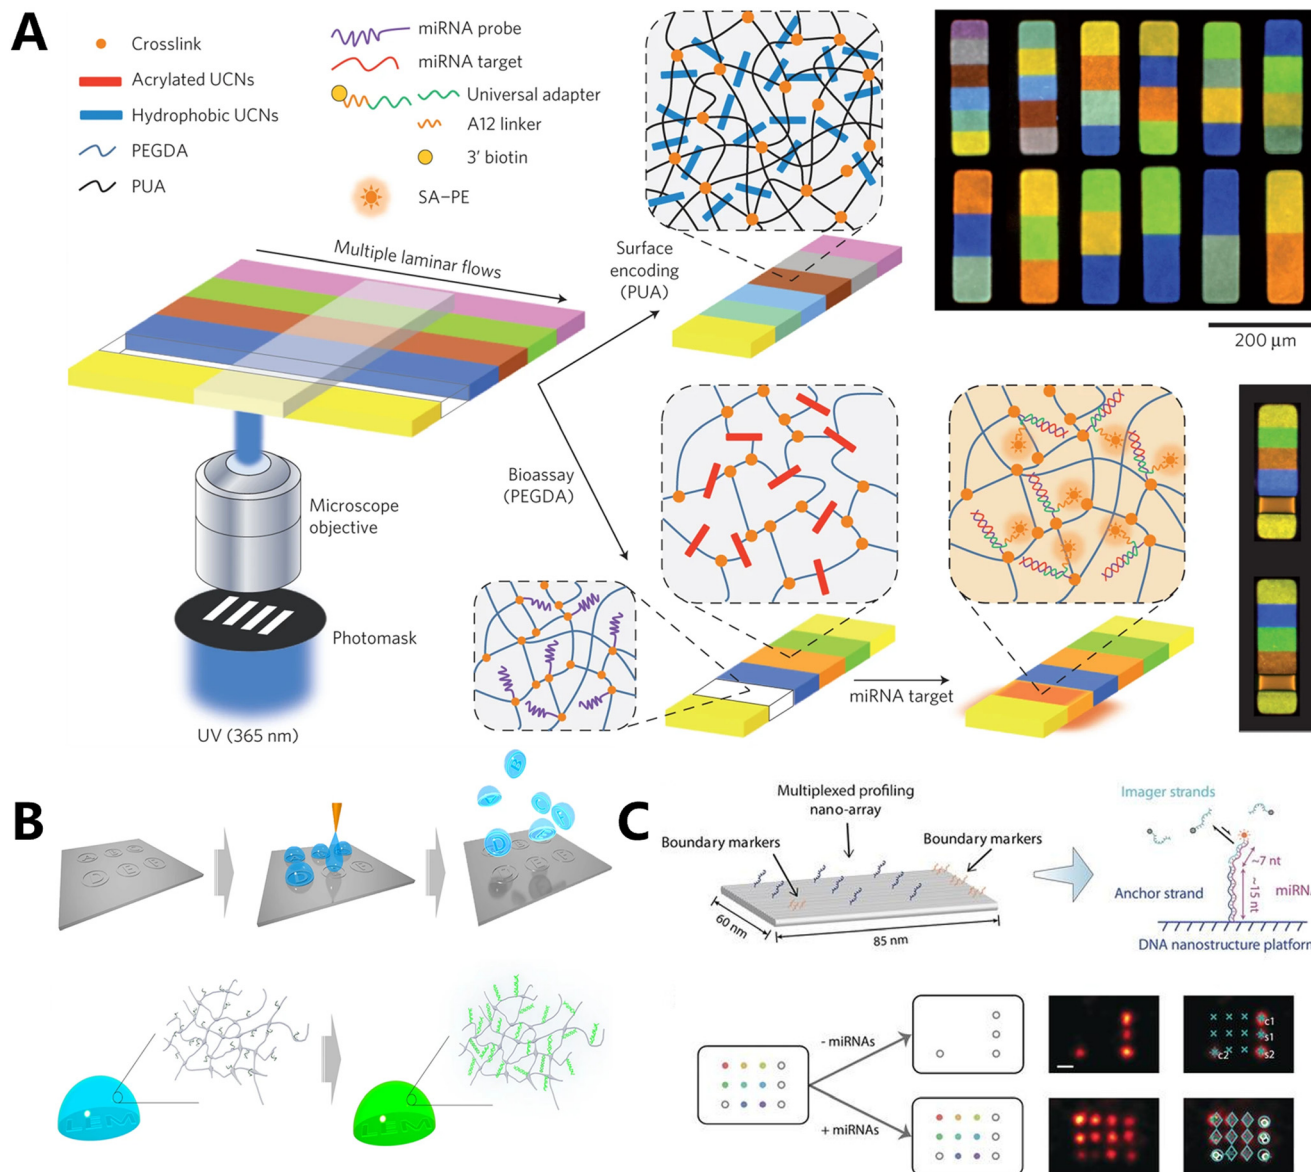 A
Crosslink
Acrylated UCNs
Hydrophobic UCNs
PEGDA
PUA
miRNA probe
miRNA target
Universal adapter
A12 linker
3′ biotin
SA–PE
Multiple laminar flows
Surface
encoding
(PUA)
200 μm
Bioassay
(PEGDA)
Microscope
objective
Photomask
UV (365 nm)
miRNA target
B
A
B
C
D
LBM
LBM
C
Multiplexed profiling
nano-array
Boundary markers
Boundary markers
60 nm
85 nm
Imager strands
~7 nt
~15 nt
Anchor strand
miRN
DNA nanostructure platform
- miRNAs
+ miRNAs
c1
s1
c2
s2